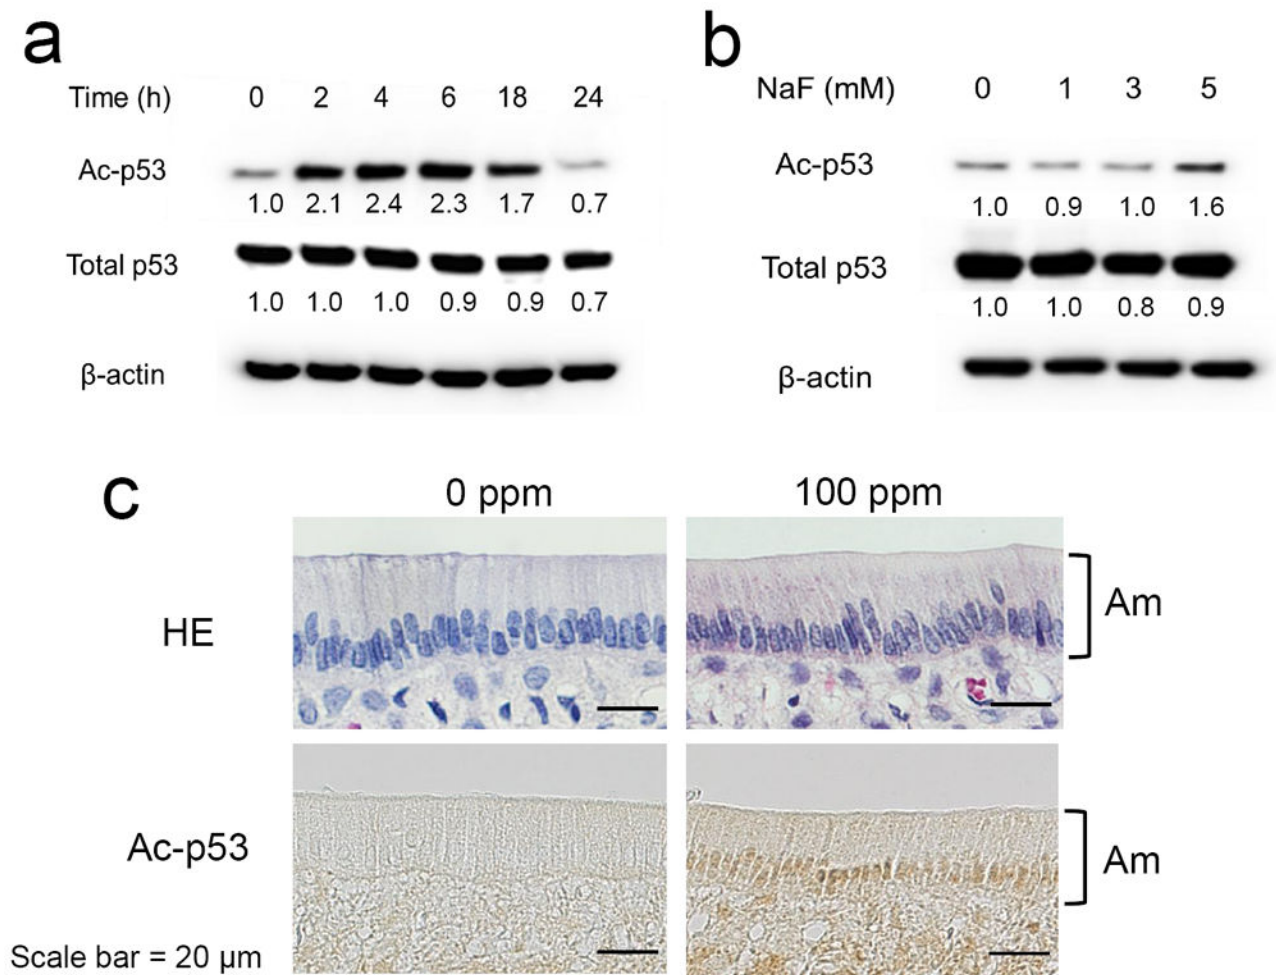 a
Time (h) 0 2 4 6 18 24
Ac-p53
1.0 2.1 2.4 2.3 1.7 0.7
Total p53
1.0 1.0 1.0 0.9 0.9 0.7
β-actin
b
NaF (mM) 0 1 3 5
Ac-p53
1.0 0.9 1.0 1.6
Total p53
1.0 1.0 0.8 0.9
β-actin
c
0 ppm 100 ppm
HE
Am
Ac-p53
Am
Scale bar = 20 μm